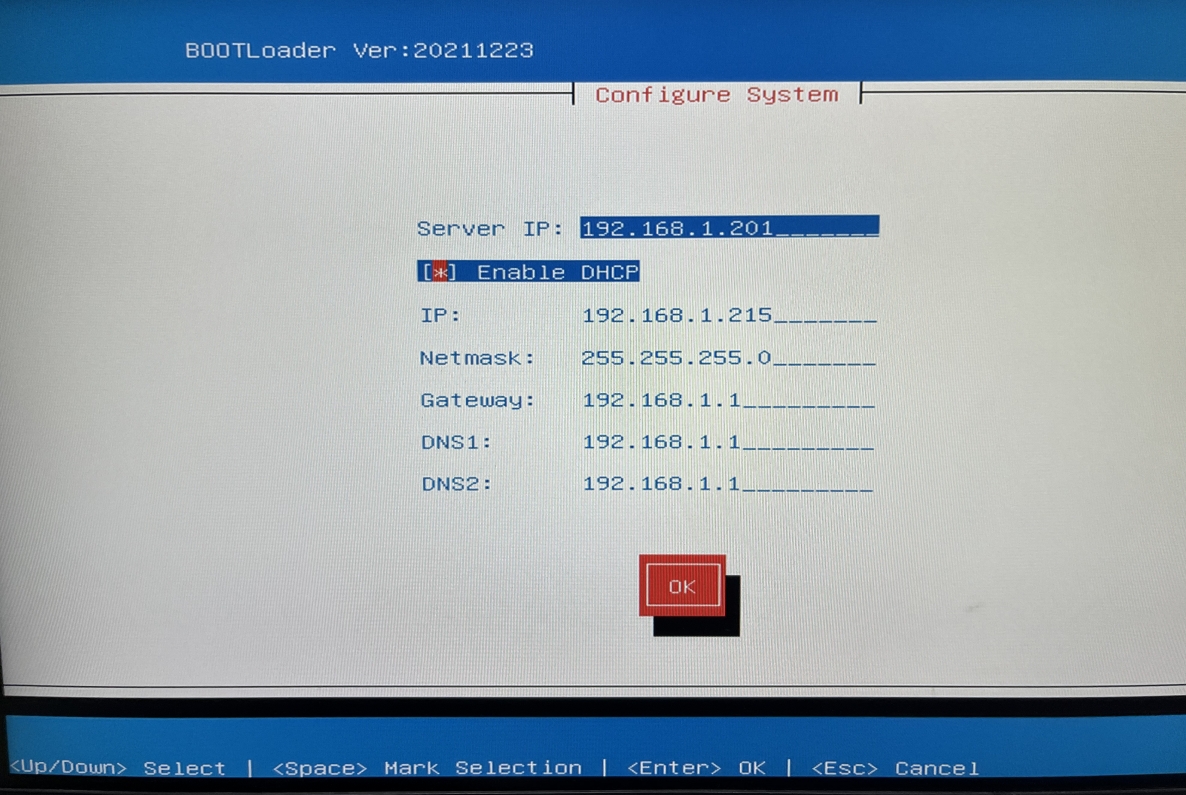 BOOTLoader Ver:20211223
Configure System
Server IP: 192.168.1.201_______
[*] Enable DHCP
IP: 192.168.1.215_______
Netmask: 255.255.255.0_______
Gateway: 192.168.1.1_________
DNS1: 192.168.1.1_________
DNS2: 192.168.1.1_________
OK
<Up/Down> Select | <Space> Mark Selection | <Enter> OK | <Esc> Cancel